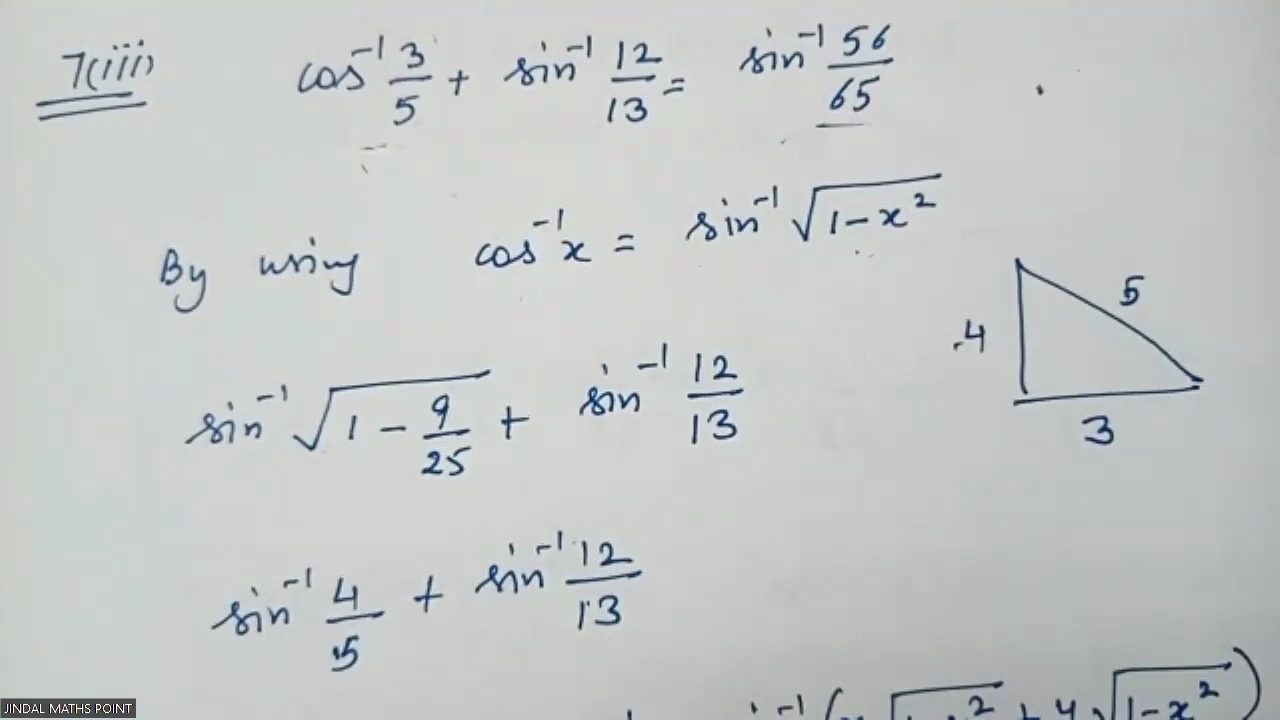 7(iii) cos⁻¹ 3/5 + sin⁻¹ 12/13 = sin⁻¹ 56/65
By using cos⁻¹x = sin⁻¹ √(1-x²)
5
4
3
sin⁻¹ √(1 - 9/25) + sin⁻¹ 12/13
sin⁻¹ 4/5 + sin⁻¹ 12/13
+ y √(1-x²))
JINDAL MATHS POINT